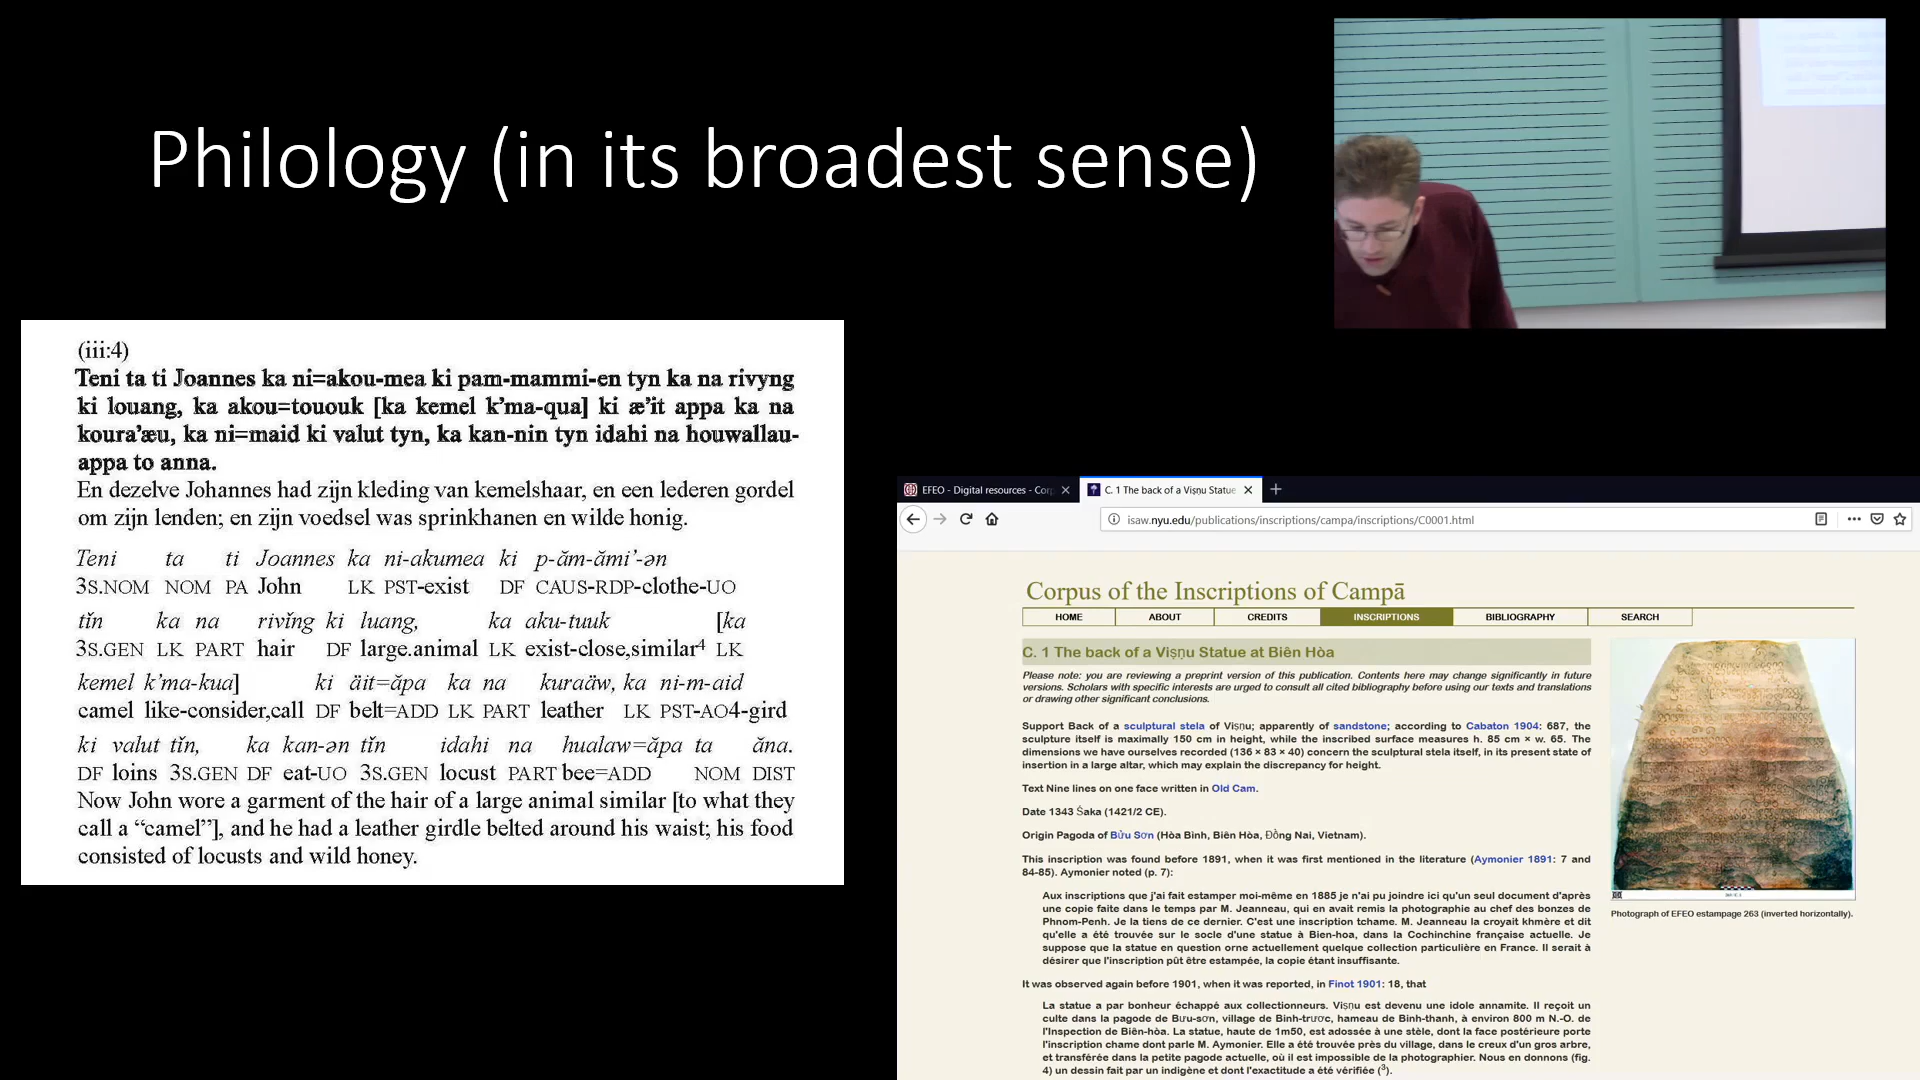 Philology (in its broadest sense)
(iii:4)
Teni ta ti Joannes ka ni=akou-mea ki pam-mammi-en tyn ka na rivyng
ki louang, ka akou=tououk [ka kemel k’ma-qua] ki æ’it appa ka na
koura’æu, ka ni=maid ki valut tyn, ka kan-nin tyn idahi na houwallau-
appa to anna.
En dezelve Johannes had zijn kleding van kemelshaar, en een lederen gordel
om zijn lenden; en zijn voedsel was sprinkhanen en wilde honig.
Teni ta ti Joannes ka ni-akumea ki p-ăm-ămi’-ən
3S.NOM NOM PA John LK PST-exist DF CAUS-RDP-clothe-UO
tĭn ka na rivĭng ki luang, ka aku-tuuk [ka
3S.GEN LK PART hair DF large.animal LK exist-close,similar⁴ LK
kemel k’ma-kua] ki äit=ăpa ka na kuraäw, ka ni-m-aid
camel like-consider,call DF belt=ADD LK PART leather LK PST-AO4-gird
ki valut tĭn, ka kan-ən tĭn idahi na hualaw=ăpa ta ăna.
DF loins 3S.GEN DF eat-UO 3S.GEN locust PART bee=ADD NOM DIST
Now John wore a garment of the hair of a large animal similar [to what they
call a “camel”], and he had a leather girdle belted around his waist; his food
consisted of locusts and wild honey.
EFEO - Digital resources - Cor
C. 1 The back of a Viṣṇu Statue
isaw.nyu.edu/publications/inscriptions/campa/inscriptions/C0001.html
Corpus of the Inscriptions of Campā
HOME ABOUT CREDITS INSCRIPTIONS BIBLIOGRAPHY SEARCH
C. 1 The back of a Viṣṇu Statue at Biên Hòa
Please note: you are reviewing a preprint version of this publication. Contents here may change significantly in future
versions. Scholars with specific interests are urged to consult all cited bibliography before using our texts and translations
or drawing other significant conclusions.
Support Back of a sculptural stela of Viṣṇu; apparently of sandstone; according to Cabaton 1904: 687, the
sculpture itself is maximally 150 cm in height, while the inscribed surface measures h. 85 cm × w. 65. The
dimensions we have ourselves recorded (136 × 83 × 40) concern the sculptural stela itself, in its present state of
insertion in a large altar, which may explain the discrepancy for height.
Text Nine lines on one face written in Old Cam.
Date 1343 Śaka (1421/2 CE).
Origin Pagoda of Bửu Sơn (Hòa Bình, Biên Hòa, Đồng Nai, Vietnam).
This inscription was found before 1891, when it was first mentioned in the literature (Aymonier 1891: 7 and
84-85). Aymonier noted (p. 7):
Aux inscriptions que j'ai fait estamper moi-même en 1885 je n'ai pu joindre ici qu'un seul document d'après
une copie faite dans le temps par M. Jeanneau, qui en avait remis la photographie au chef des bonzes de
Phnom-Penh. Je la tiens de ce dernier. C'est une inscription tchame. M. Jeanneau la croyait khmère et dit
qu'elle a été trouvée sur le socle d'une statue à Bien-hoa, dans la Cochinchine française actuelle. Je
suppose que la statue en question orne actuellement quelque collection particulière en France. Il serait à
désirer que l'inscription pût être estampée, la copie étant insuffisante.
It was observed again before 1901, when it was reported, in Finot 1901: 18, that
La statue a par bonheur échappé aux collectionneurs. Viṣṇu est devenu une idole annamite. Il reçoit un
culte dans la pagode de Bưu-sơn, village de Binh-trước, hameau de Binh-thanh, à environ 800 m N.-O. de
l'Inspection de Biên-hòa. La statue, haute de 1m50, est adossée à une stèle, dont la face postérieure porte
l'inscription chame dont parle M. Aymonier. Elle a été trouvée près du village, dans le creux d'un gros arbre,
et transférée dans la petite pagode actuelle, où il est impossible de la photographier. Nous en donnons (fig.
4) un dessin fait par un indigène et dont l'exactitude a été vérifiée (³).
Photograph of EFEO estampage 263 (inverted horizontally).